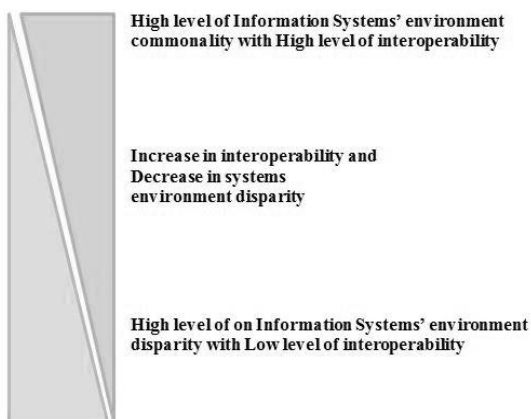 High level of Information Systems’ environment
commonality with High level of interoperability
Increase in interoperability and
Decrease in systems
environment disparity
High level of on Information Systems’ environment
disparity with Low level of interoperability